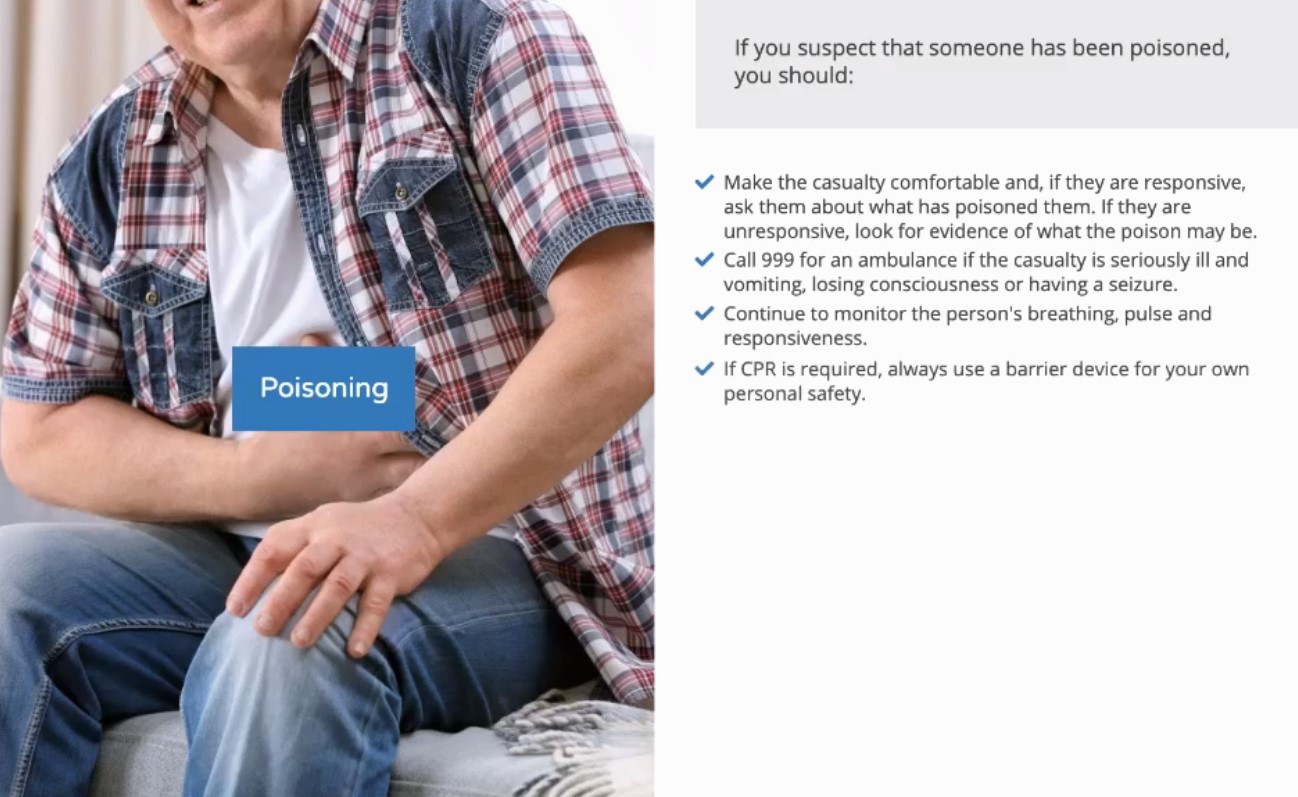 Poisoning
If you suspect that someone has been poisoned,
you should:
Make the casualty comfortable and, if they are responsive,
ask them about what has poisoned them. If they are
unresponsive, look for evidence of what the poison may be.
Call 999 for an ambulance if the casualty is seriously ill and
vomiting, losing consciousness or having a seizure.
Continue to monitor the person's breathing, pulse and
responsiveness.
If CPR is required, always use a barrier device for your own
personal safety.